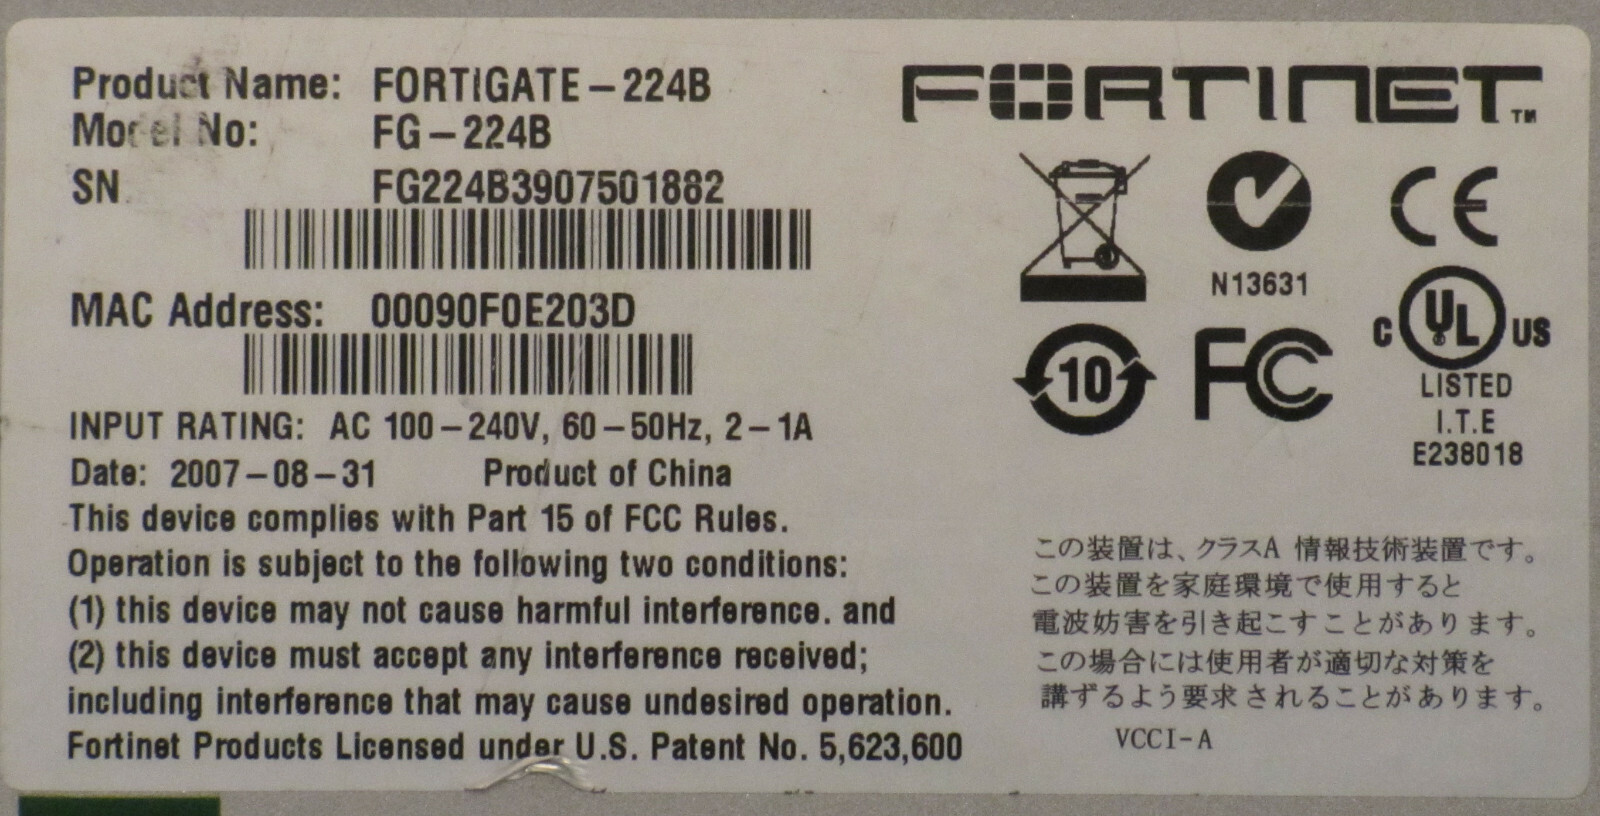 Product Name: FORTIGATE-224B
Model No: FG-224B
SN FG224B3907501882
MAC Address: 00090F0E203D
INPUT RATING: AC 100-240V, 60-50Hz, 2-1A
Date: 2007-08-31 Product of China
This device complies with Part 15 of FCC Rules.
Operation is subject to the following two conditions:
(1) this device may not cause harmful interference. and
(2) this device must accept any interference received;
including interference that may cause undesired operation.
Fortinet Products Licensed under U.S. Patent No. 5,623,600
FORTINET™
N13631
CE
10
FC
C UL US
LISTED
I.T.E
E238018
この装置は、クラスA 情報技術装置です。
この装置を家庭環境で使用すると
電波妨害を引き起こすことがあります。
この場合には使用者が適切な対策を
講ずるよう要求されることがあります。
VCCI-A